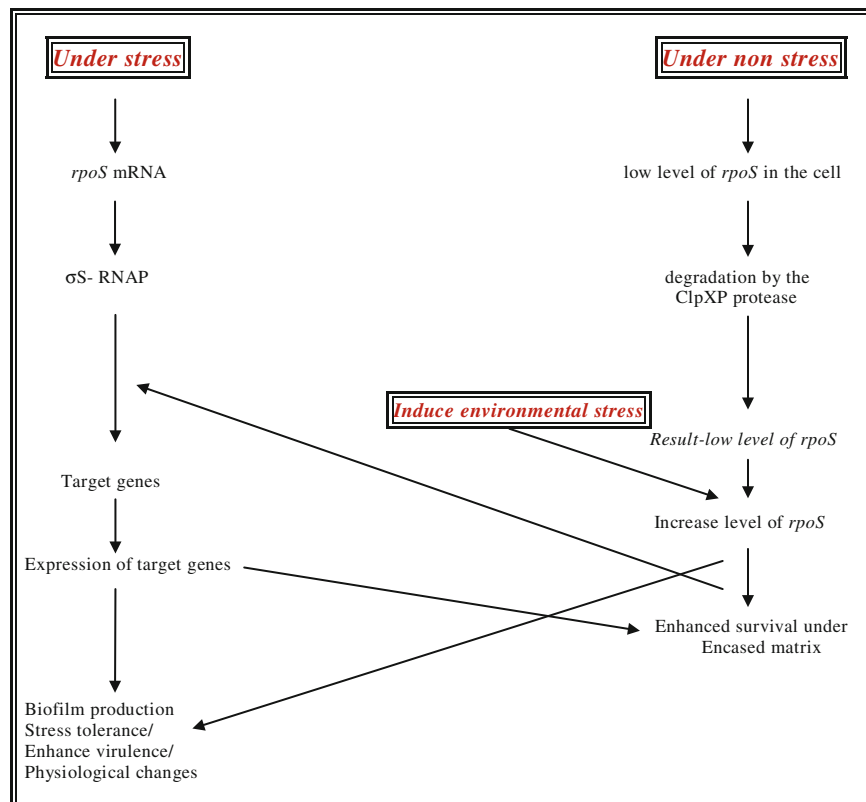 Under stress
Under non stress
rpoS mRNA
low level of rpoS in the cell
σS- RNAP
degradation by the
ClpXP protease
Induce environmental stress
Result-low level of rpoS
Target genes
Increase level of rpoS
Expression of target genes
Enhanced survival under
Encased matrix
Biofilm production
Stress tolerance/
Enhance virulence/
Physiological changes